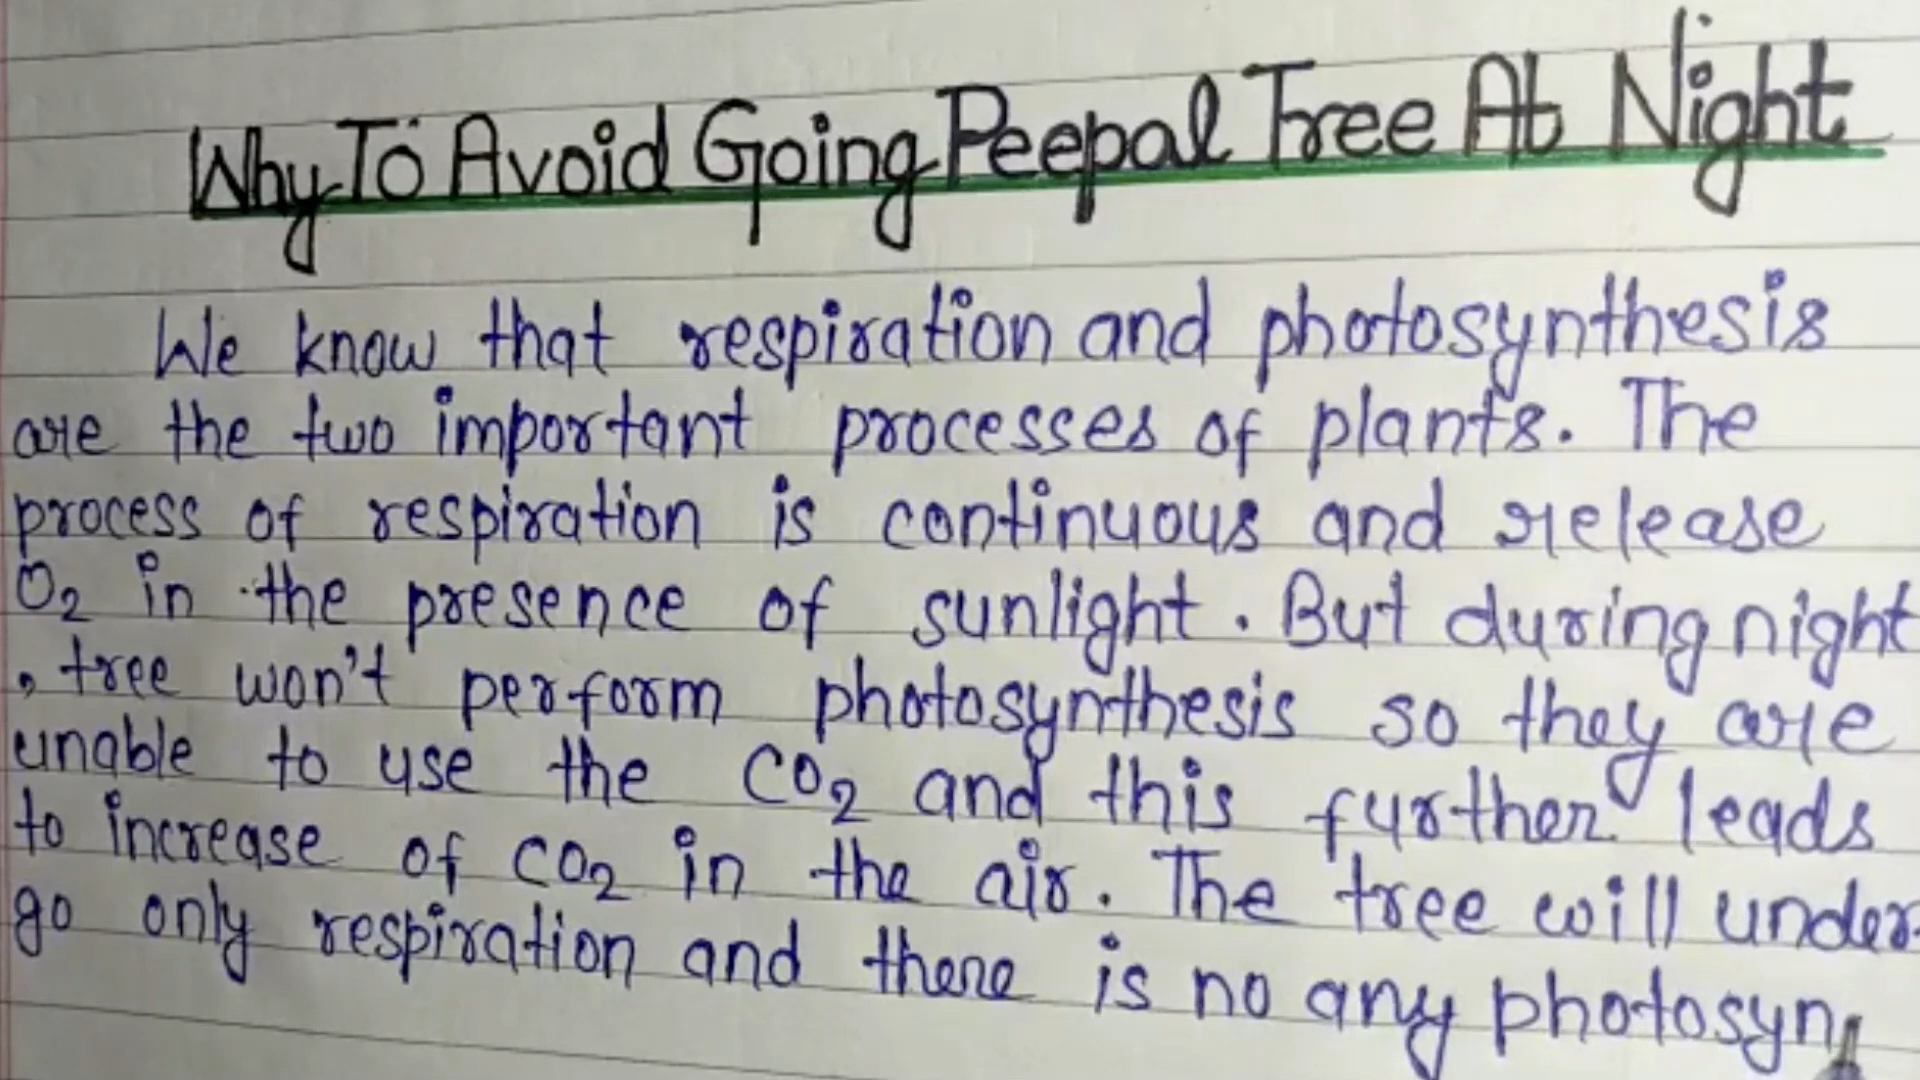 Why To Avoid Going Peepal Tree At Night
We know that respiration and photosynthesis
are the two important processes of plants. The
process of respiration is continuous and release
O₂ in the presence of sunlight. But during night
, tree won't perform photosynthesis so they are
unable to use the CO₂ and this further leads
to increase of CO₂ in the air. The tree will under-
go only respiration and there is no any photosyn